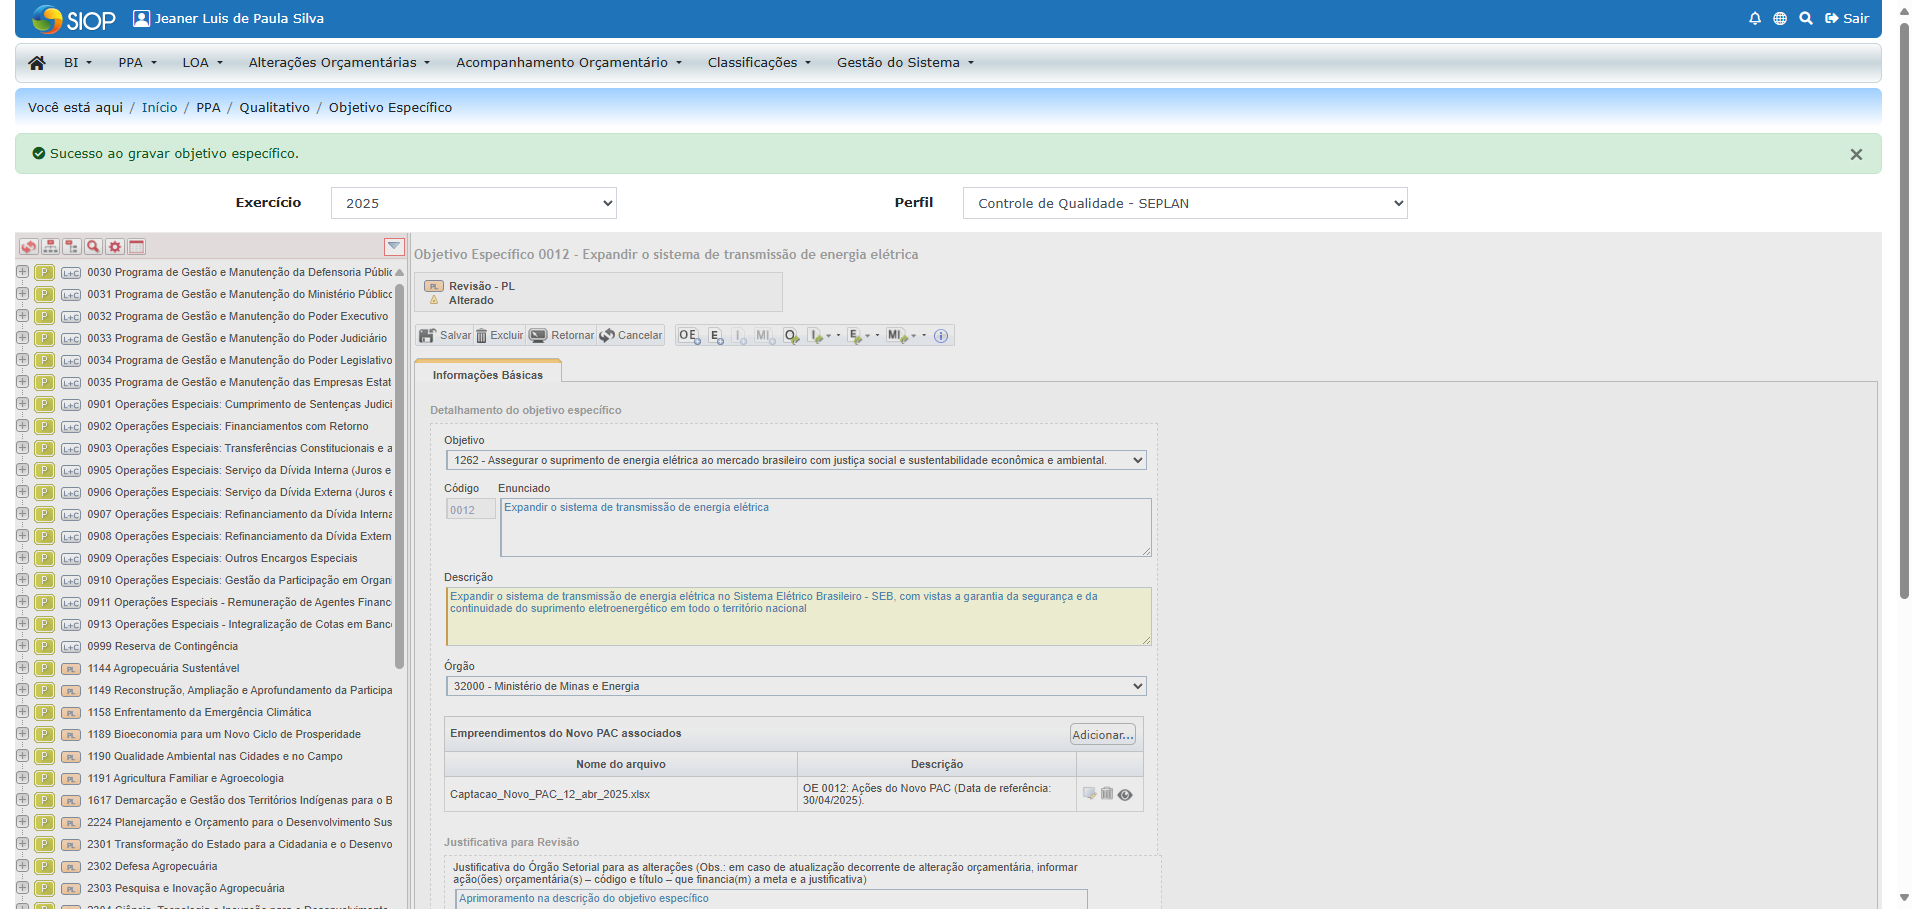 SIOP Jeaner Luis de Paula Silva Sair
BI PPA LOA Alterações Orçamentárias Acompanhamento Orçamentário Classificações Gestão do Sistema
Você está aqui / Início / PPA / Qualitativo / Objetivo Específico
Sucesso ao gravar objetivo específico. ×
Exercício 2025 Perfil Controle de Qualidade - SEPLAN
P L+C 0030 Programa de Gestão e Manutenção da Defensoria Públic
P L+C 0031 Programa de Gestão e Manutenção do Ministério Público
P L+C 0032 Programa de Gestão e Manutenção do Poder Executivo
P L+C 0033 Programa de Gestão e Manutenção do Poder Judiciário
P L+C 0034 Programa de Gestão e Manutenção do Poder Legislativo
P L+C 0035 Programa de Gestão e Manutenção das Empresas Estat
P L+C 0901 Operações Especiais: Cumprimento de Sentenças Judici
P L+C 0902 Operações Especiais: Financiamentos com Retorno
P L+C 0903 Operações Especiais: Transferências Constitucionais e a
P L+C 0905 Operações Especiais: Serviço da Dívida Interna (Juros e
P L+C 0906 Operações Especiais: Serviço da Dívida Externa (Juros e
P L+C 0907 Operações Especiais: Refinanciamento da Dívida Interna
P L+C 0908 Operações Especiais: Refinanciamento da Dívida Extern
P L+C 0909 Operações Especiais: Outros Encargos Especiais
P L+C 0910 Operações Especiais: Gestão da Participação em Organi
P L+C 0911 Operações Especiais - Remuneração de Agentes Financ
P L+C 0913 Operações Especiais - Integralização de Cotas em Banc
P L+C 0999 Reserva de Contingência
P PL 1144 Agropecuária Sustentável
P PL 1149 Reconstrução, Ampliação e Aprofundamento da Participa
P PL 1158 Enfrentamento da Emergência Climática
P PL 1189 Bioeconomia para um Novo Ciclo de Prosperidade
P PL 1190 Qualidade Ambiental nas Cidades e no Campo
P PL 1191 Agricultura Familiar e Agroecologia
P PL 1617 Demarcação e Gestão dos Territórios Indígenas para o B
P PL 2224 Planejamento e Orçamento para o Desenvolvimento Sus
P PL 2301 Transformação do Estado para a Cidadania e o Desenvo
P PL 2302 Defesa Agropecuária
P PL 2303 Pesquisa e Inovação Agropecuária
Objetivo Específico 0012 - Expandir o sistema de transmissão de energia elétrica
PL Revisão - PL
Alterado
Salvar Excluir Retornar Cancelar OE E I MI O I E MI
Informações Básicas
Detalhamento do objetivo específico
Objetivo
1262 - Assegurar o suprimento de energia elétrica ao mercado brasileiro com justiça social e sustentabilidade econômica e ambiental.
Código Enunciado
0012 Expandir o sistema de transmissão de energia elétrica
Descrição
Expandir o sistema de transmissão de energia elétrica no Sistema Elétrico Brasileiro - SEB, com vistas a garantia da segurança e da
continuidade do suprimento eletroenergético em todo o território nacional
Órgão
32000 - Ministério de Minas e Energia
Empreendimentos do Novo PAC associados Adicionar...
Nome do arquivo Descrição
Captacao_Novo_PAC_12_abr_2025.xlsx OE 0012: Ações do Novo PAC (Data de referência:
30/04/2025).
Justificativa para Revisão
Justificativa do Órgão Setorial para as alterações (Obs.: em caso de atualização decorrente de alteração orçamentária, informar
ação(ões) orçamentária(s) – código e título – que financia(m) a meta e a justificativa)
Aprimoramento na descrição do objetivo específico